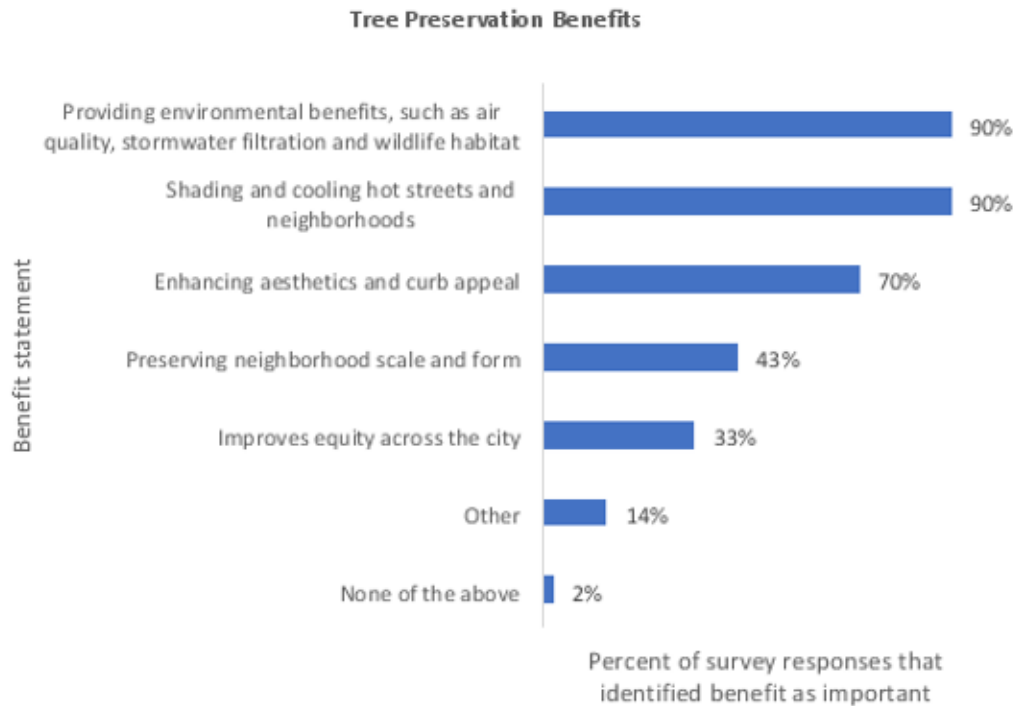 Tree Preservation Benefits
Providing environmental benefits, such as air
quality, stormwater filtration and wildlife habitat
90%
Shading and cooling hot streets and
neighborhoods
90%
Enhancing aesthetics and curb appeal
70%
Preserving neighborhood scale and form
43%
Improves equity across the city
33%
Other
14%
None of the above
2%
Benefit statement
Percent of survey responses that
identified benefit as important